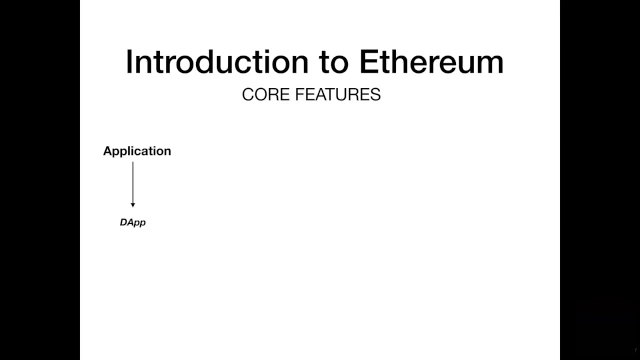 Introduction to Ethereum
CORE FEATURES
Application
DApp